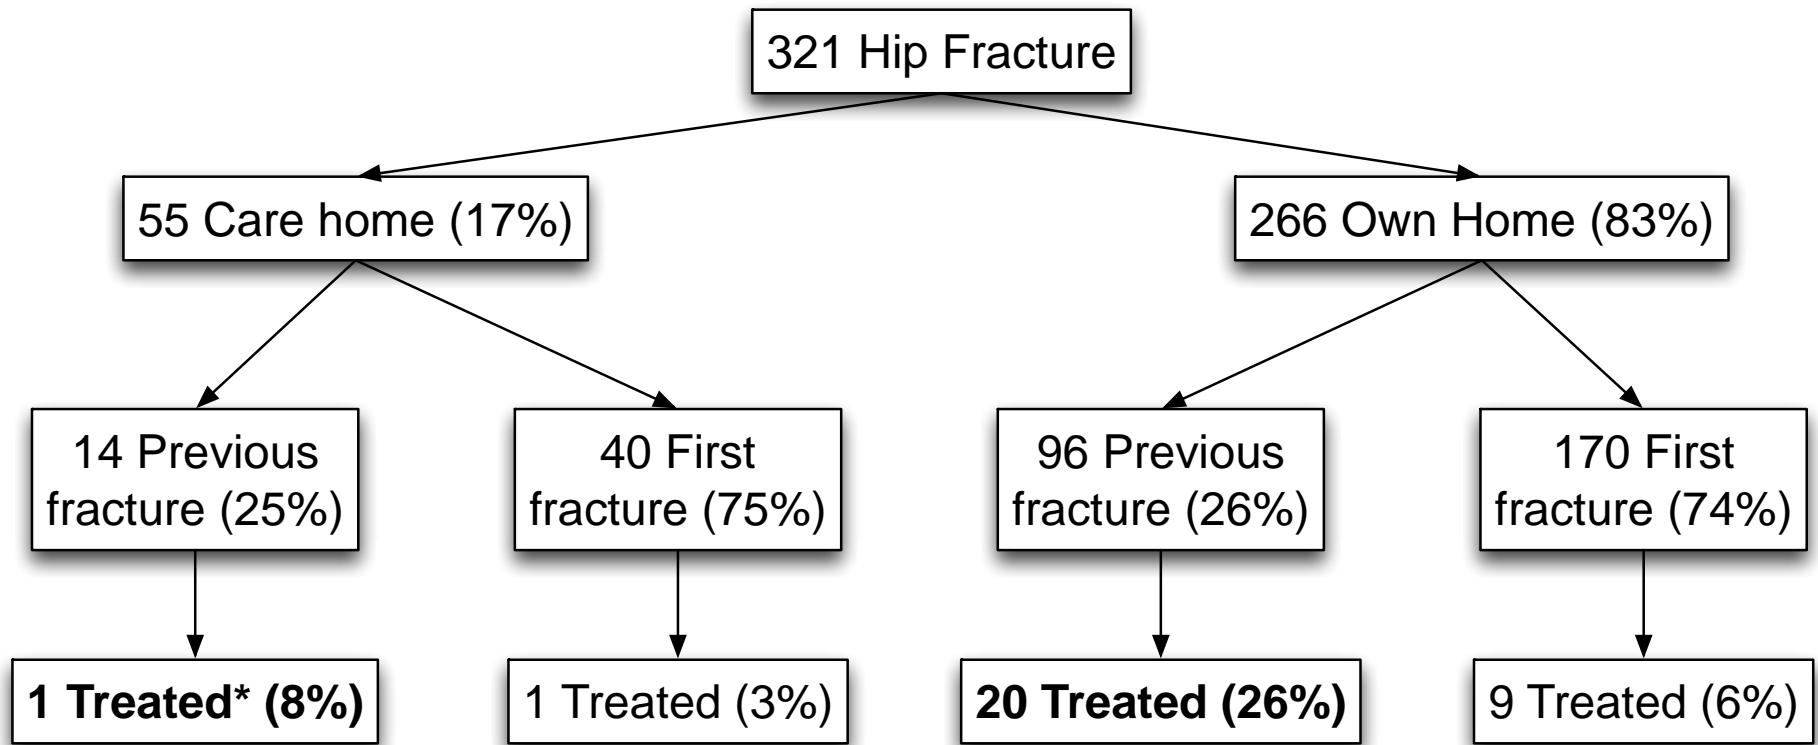 321 Hip Fracture
55 Care home (17%)
266 Own Home (83%)
14 Previous
fracture (25%)
40 First
fracture (75%)
96 Previous
fracture (26%)
170 First
fracture (74%)
1 Treated* (8%)
1 Treated (3%)
20 Treated (26%)
9 Treated (6%)